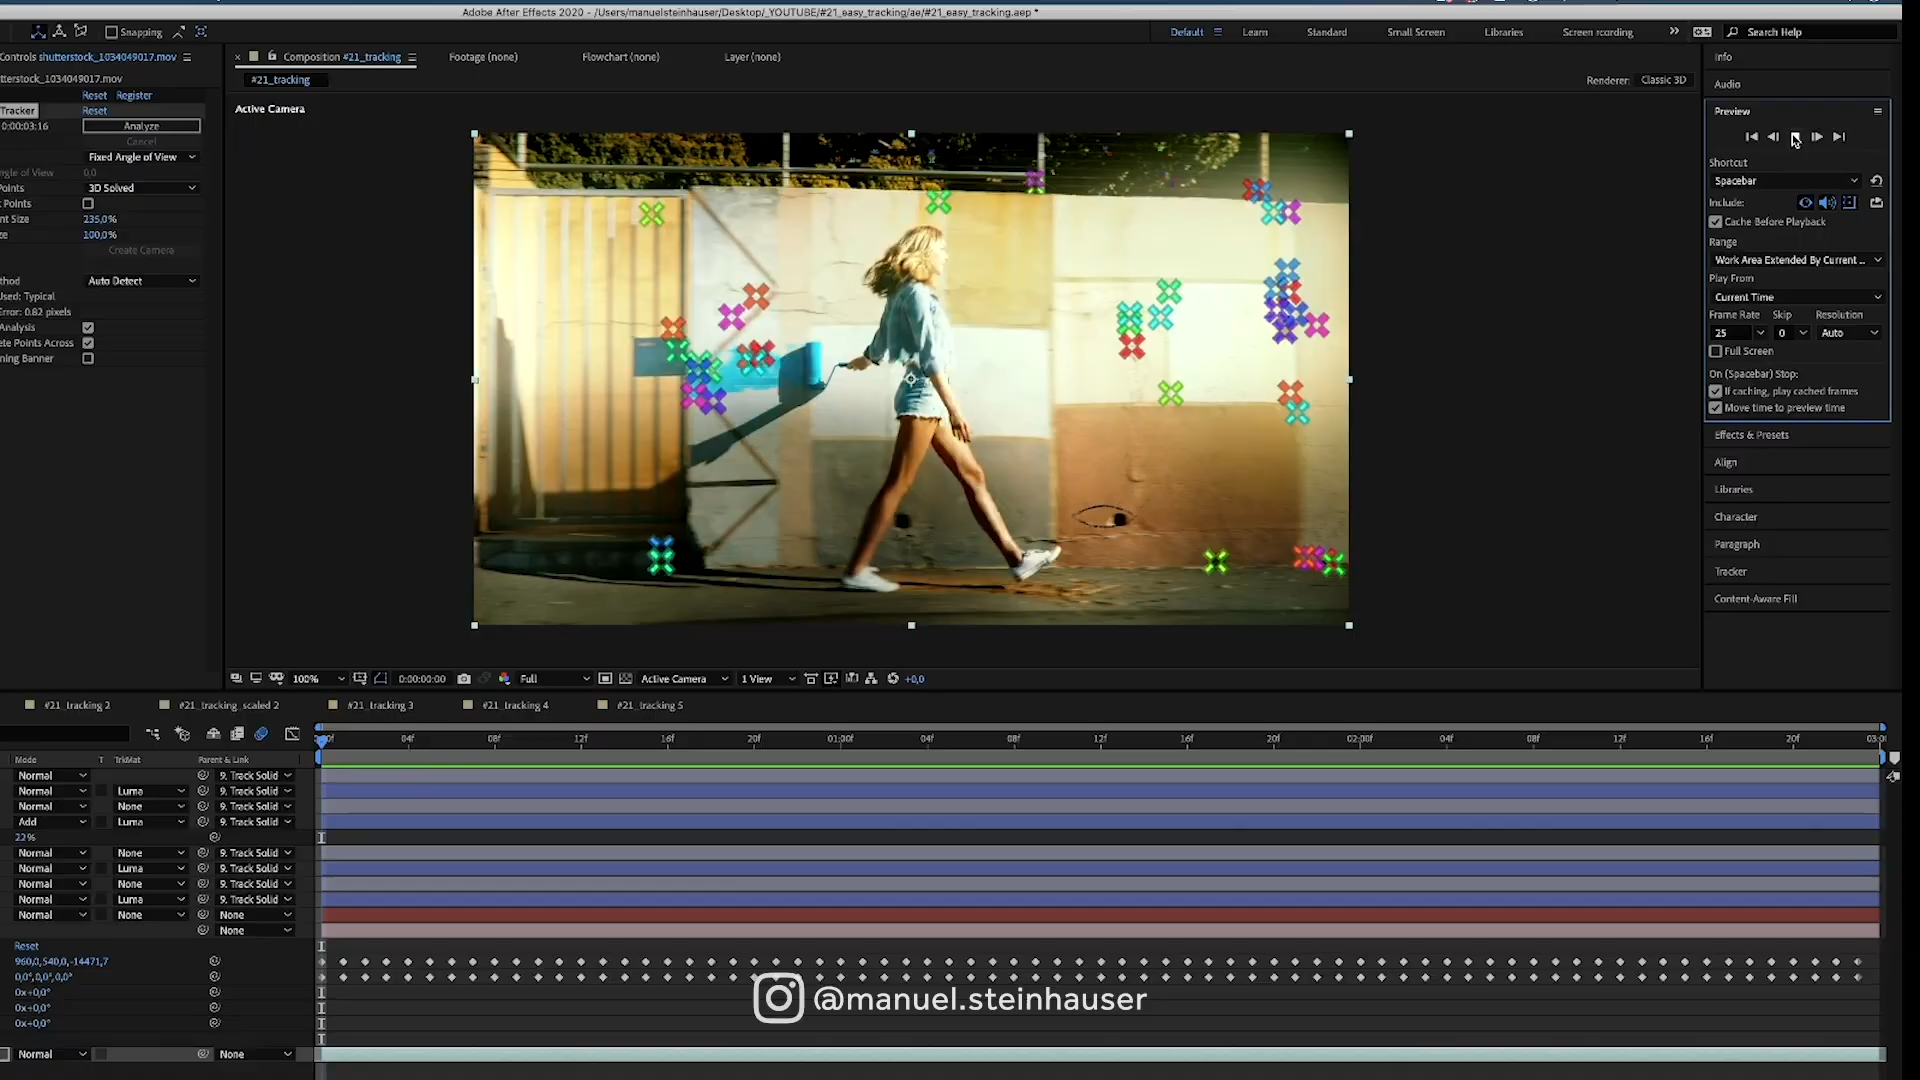 Adobe After Effects 2020 - /Users/manuelsteinhauser/Desktop/_YOUTUBE/#21_easy_tracking/ae/#21_easy_tracking.aep *
Snapping
Default
Learn
Standard
Small Screen
Libraries
Screen recording
Search Help
Controls shutterstock_1034049017.mov
Composition #21_tracking
Footage (none)
Flowchart (none)
Layer (none)
Info
tterstock_1034049017.mov
#21_tracking
Renderer: Classic 3D
Audio
Reset Register
Tracker Reset
Active Camera
Preview
0:00:03:16 Analyze
Cancel
Fixed Angle of View
ngle of View 0,0
Points 3D Solved
t Points
nt Size 235,0%
ze 100,0%
Create Camera
thod Auto Detect
Used: Typical
Error: 0.82 pixels
Analysis
ete Points Across
ning Banner
Shortcut
Spacebar
Include:
Cache Before Playback
Range
Work Area Extended By Current ...
Play From
Current Time
Frame Rate Skip Resolution
25 0 Auto
Full Screen
On (Spacebar) Stop:
If caching, play cached frames
Move time to preview time
Effects & Presets
Align
Libraries
Character
Paragraph
Tracker
Content-Aware Fill
100% 0:00:00:00 Full Active Camera 1 View +0,0
#21_tracking 2
#21_tracking_scaled 2
#21_tracking 3
#21_tracking 4
#21_tracking 5
04f 08f 12f 16f 20f 01:00f 04f 08f 12f 16f 20f 02:00f 04f 08f 12f 16f 20f 03:0
Mode T TrkMat Parent & Link
Normal 9. Track Solid
Normal Luma 9. Track Solid
Normal None 9. Track Solid
Add Luma 9. Track Solid
22%
Normal None 9. Track Solid
Normal Luma 9. Track Solid
Normal None 9. Track Solid
Normal Luma 9. Track Solid
Normal None None
None
Reset
960,0,540,0,-14471,7
0,0°,0,0°,0,0°
0x+0,0°
0x+0,0°
0x+0,0°
@manuel.steinhauser
Normal None